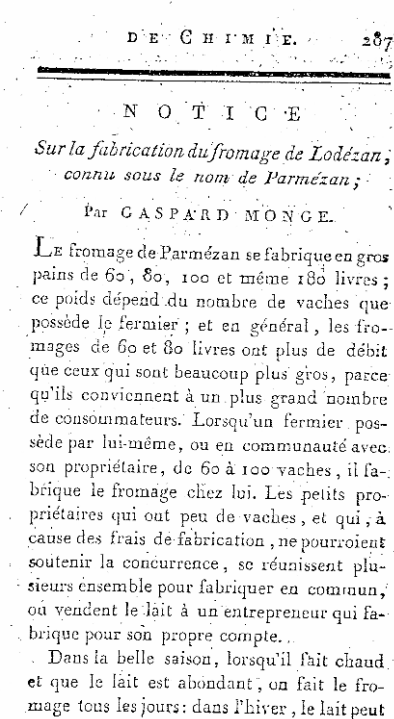 DE CHIMIE. 287
NOTICE
Sur la fabrication du fromage de Lodézan,
connu sous le nom de Parmézan;
Par GASPARD MONGE.
LE fromage de Parmézan se fabrique en gros
pains de 60, 80, 100 et même 180 livres;
ce poids dépend du nombre de vaches que
possède le fermier; et en général, les fro-
mages de 60 et 80 livres ont plus de débit
que ceux qui sont beaucoup plus gros, parce
qu'ils conviennent à un plus grand nombre
de consommateurs. Lorsqu'un fermier pos-
sède par lui-même, ou en communauté avec
son propriétaire, de 60 à 100 vaches, il fa-
brique le fromage chez lui. Les petits pro-
priétaires qui ont peu de vaches, et qui, à
cause des frais de fabrication, ne pourroient
soutenir la concurrence, se réunissent plu-
sieurs ensemble pour fabriquer en commun,
ou vendent le lait à un entrepreneur qui fa-
brique pour son propre compte.
Dans la belle saison, lorsqu'il fait chaud
et que le lait est abondant, on fait le fro-
mage tous les jours: dans l'hiver, le lait peut